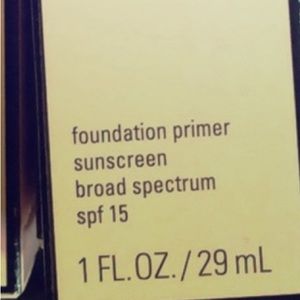 foundation primer
sunscreen
broad spectrum
spf 15
1 FL.OZ./29 mL